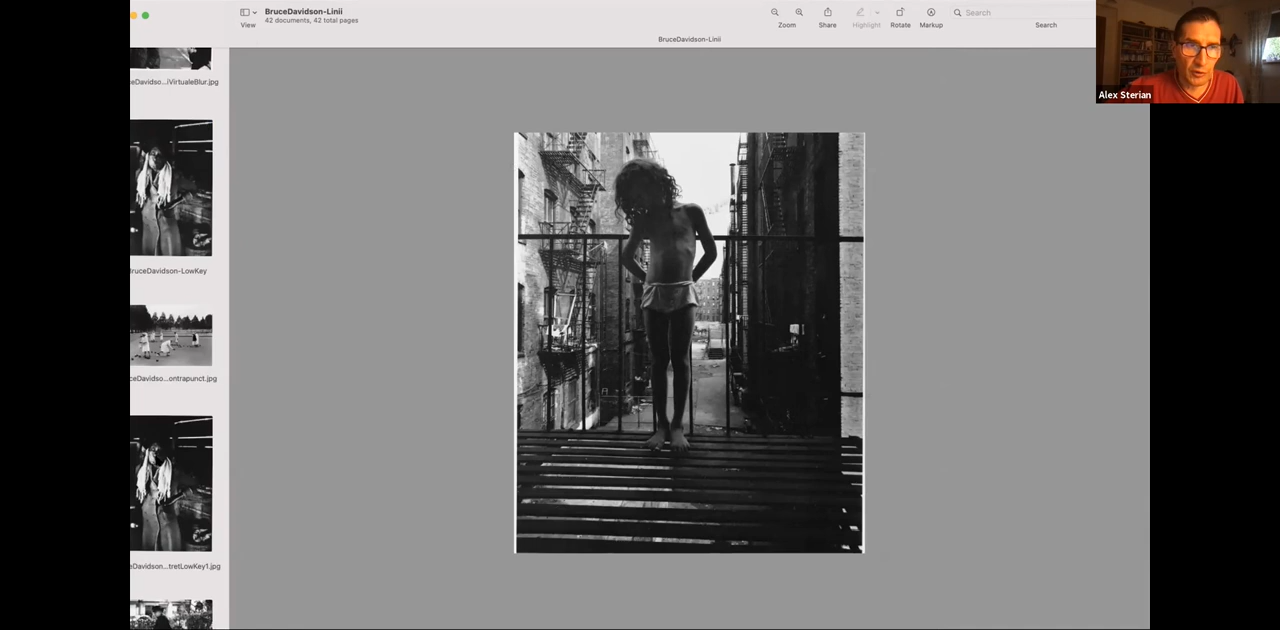 BruceDavidson-Linii
42 documents, 42 total pages
View
Zoom
Share
Highlight
Rotate
Markup
Search
Search
BruceDavidson-Linii
Alex Sterian
eDavidso...iVirtualeBlur.jpg
BruceDavidson-LowKey
ceDavidso...ontrapunct.jpg
eDavidson...tretLowKey1.jpg